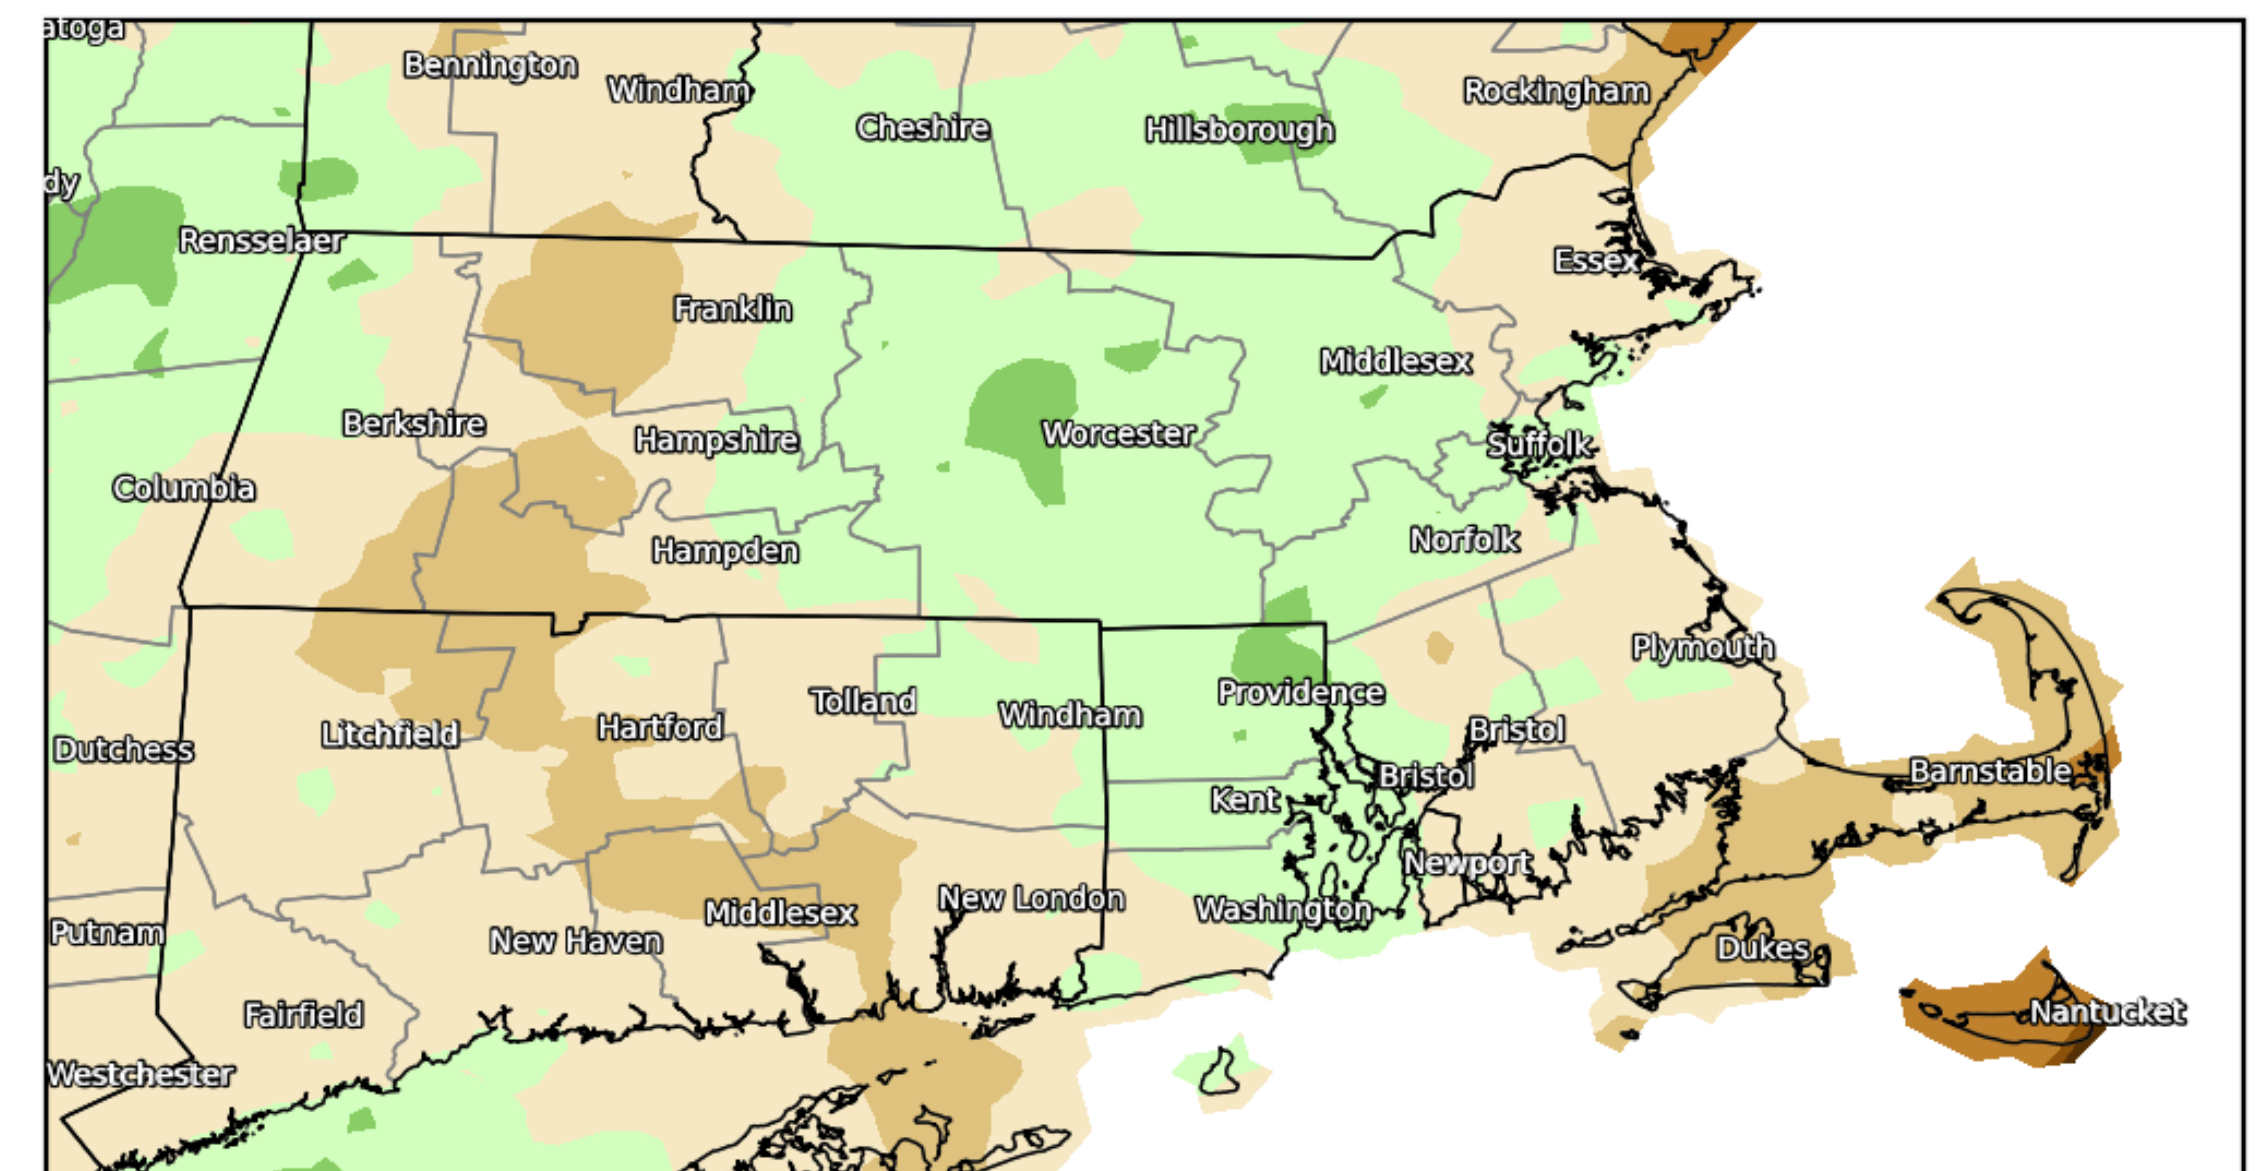 atoga
Bennington
Windham
Rockingham
Cheshire
Hillsborough
dy
Rensselaer
Essex
Franklin
Middlesex
Berkshire
Hampshire
Worcester
Suffolk
Columbia
Norfolk
Hampden
Plymouth
Providence
Tolland
Windham
Hartford
Bristol
Litchfield
Dutchess
Bristol
Barnstable
Kent
Newport
New London
Washington
Middlesex
Putnam
New Haven
Dukes
Fairfield
Nantucket
Westchester